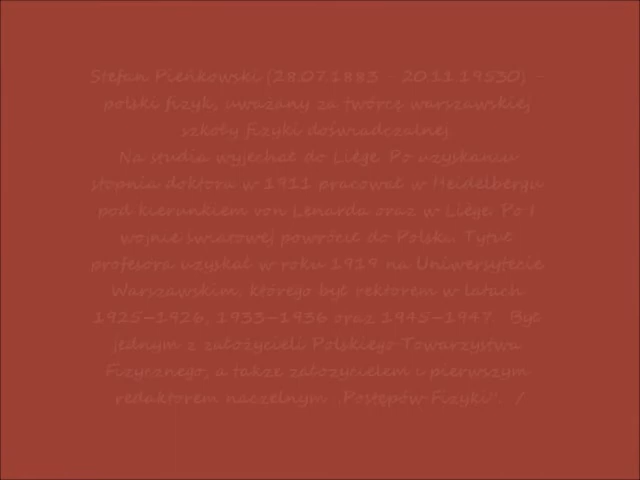 Stefan Pieńkowski (28.07.1883 - 20.11.19530) –
polski fizyk, uważany za twórcę warszawskiej
szkoły fizyki doświadczalnej.
Na studia wyjechał do Liége. Po uzyskaniu
stopnia doktora w 1911 pracował w Heidelbergu
pod kierunkiem von Lenarda oraz w Liége. Po I
wojnie światowej powrócił do Polski. Tytuł
profesora uzyskał w roku 1919 na Uniwersytecie
Warszawskim, którego był rektorem w latach
1925–1926, 1933–1936 oraz 1945–1947. Był
jednym z założycieli Polskiego Towarzystwa
Fizycznego, a także założycielem i pierwszym
redaktorem naczelnym „Postępów Fizyki". /